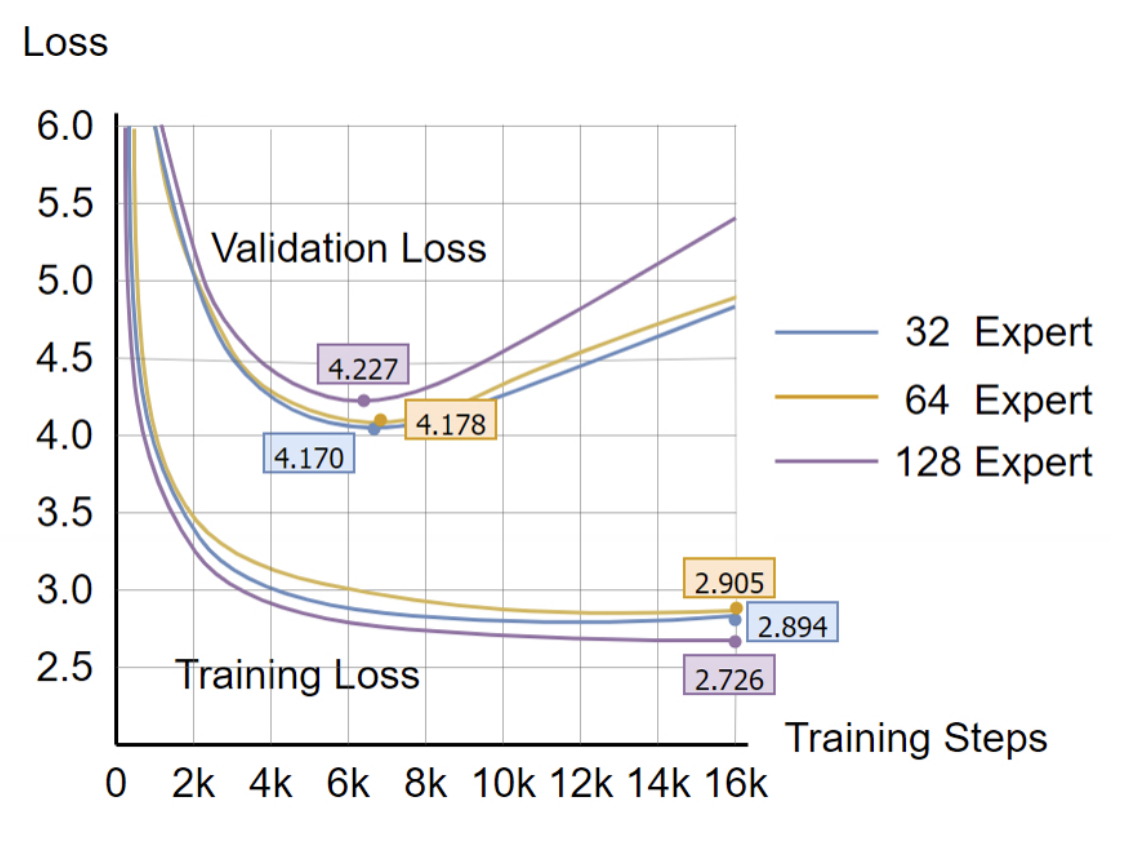 Loss
6.0
5.5
Validation Loss
5.0
4.5
4.227
4.178
4.0
4.170
3.5
3.0
2.905
2.894
2.5
Training Loss
2.726
32 Expert
64 Expert
128 Expert
Training Steps
0 2k 4k 6k 8k 10k 12k 14k 16k